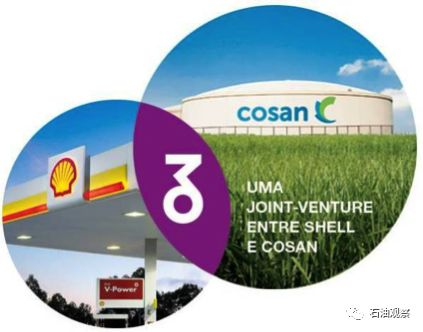 cosan
UMA
JOINT-VENTURE
ENTRE SHELL
E COSAN
V-Power
石油观察